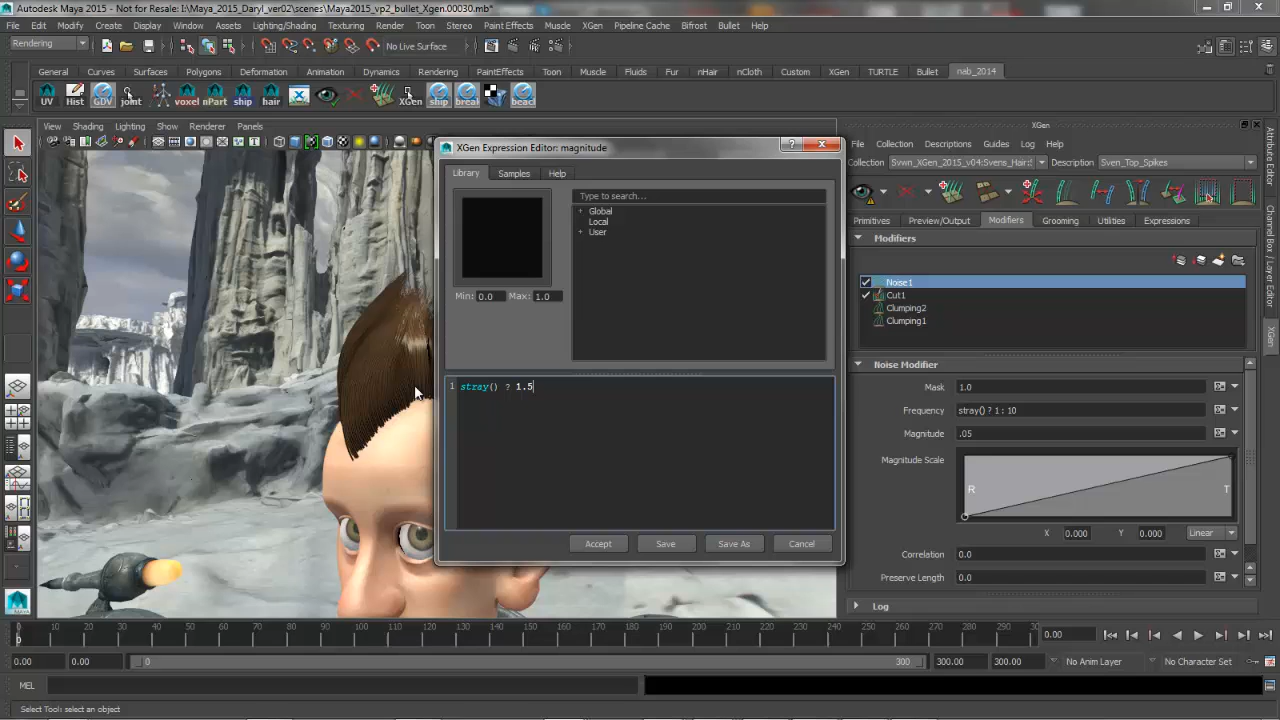 Autodesk Maya 2015 - Not for Resale: I:\Maya_2015_Daryl_ver02\scenes\Maya2015_vp2_bullet_Xgen.00030.mb*
File Edit Modify Create Display Window Assets Lighting/Shading Texturing Render Toon Stereo Paint Effects Muscle XGen Pipeline Cache Bifrost Bullet Help
Rendering No Live Surface
General Curves Surfaces Polygons Deformation Animation Dynamics Rendering PaintEffects Toon Muscle Fluids Fur nHair nCloth Custom XGen TURTLE Bullet nab_2014
UV Hist GDV joint voxel nPart ship hair XGen ship break beacl
View Shading Lighting Show Renderer Panels
XGen
XGen Expression Editor: magnitude
File Collection Descriptions Guides Log Help
Collection Svwn_XGen_2015_v04:Svens_Hair: Description Sven_Top_Spikes
Library Samples Help
Type to search...
+ Global
Local
+ User
Min: 0.0 Max: 1.0
1 stray() ? 1.5
Accept Save Save As Cancel
Primitives Preview/Output Modifiers Grooming Utilities Expressions
Modifiers
Noise1
Cut1
Clumping2
Clumping1
Noise Modifier
Mask 1.0
Frequency stray() ? 1 : 10
Magnitude .05
Magnitude Scale
R T
X 0.000 Y 0.000 Linear
Correlation 0.0
Preserve Length 0.0
Log
Attribute Editor
Channel Box / Layer Editor
XGen
0 10 20 30 40 50 60 70 80 90 100 110 120 130 140 150 160 170 180 190 200 210 220 230 240 250 260 270 280 290 300
0 0.00
0.00 0.00 0 300 300.00 300.00 No Anim Layer No Character Set
MEL
Select Tool: select an object
MAYA